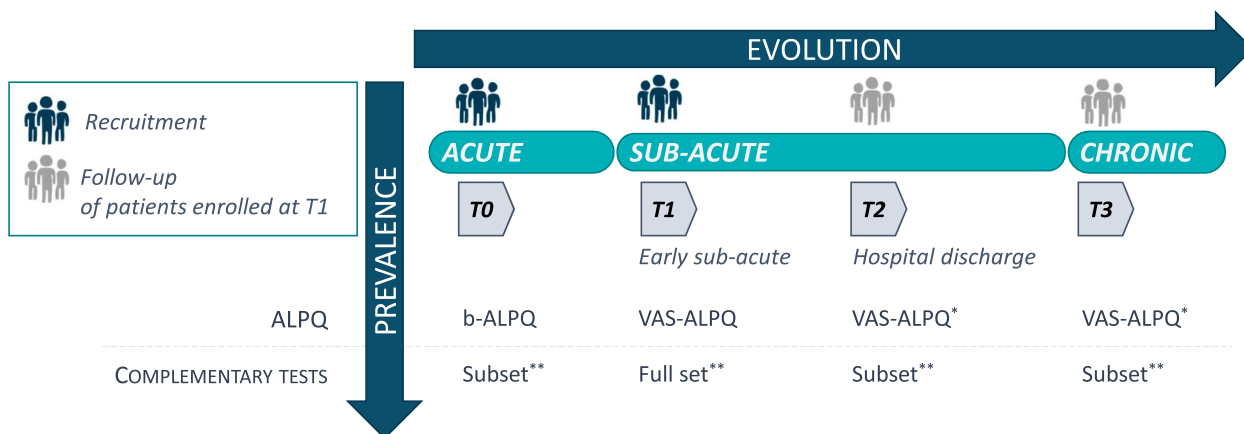 EVOLUTION
Recruitment
Follow-up
of patients enrolled at T1
PREVALENCE
ACUTE SUB-ACUTE CHRONIC
T0 T1 T2 T3
Early sub-acute Hospital discharge
ALPQ b-ALPQ VAS-ALPQ VAS-ALPQ* VAS-ALPQ*
COMPLEMENTARY TESTS Subset** Full set** Subset** Subset**